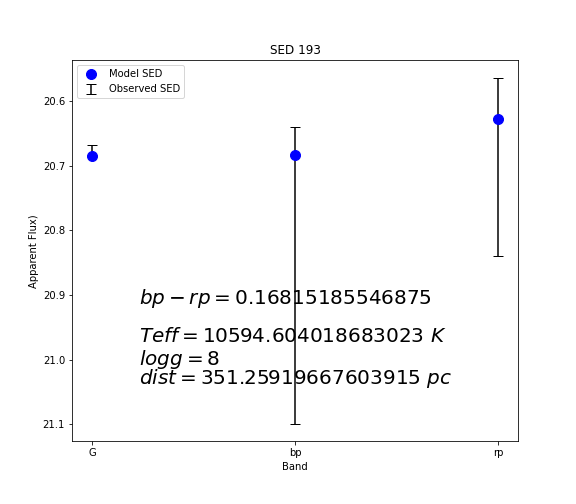 SED 193
Model SED
Observed SED
20.6
20.7
20.8
20.9
21.0
21.1
Apparent Flux)
bp − rp = 0.16815185546875
Teff = 10594.604018683023 K
logg = 8
dist = 351.25919667603915 pc
G bp rp
Band